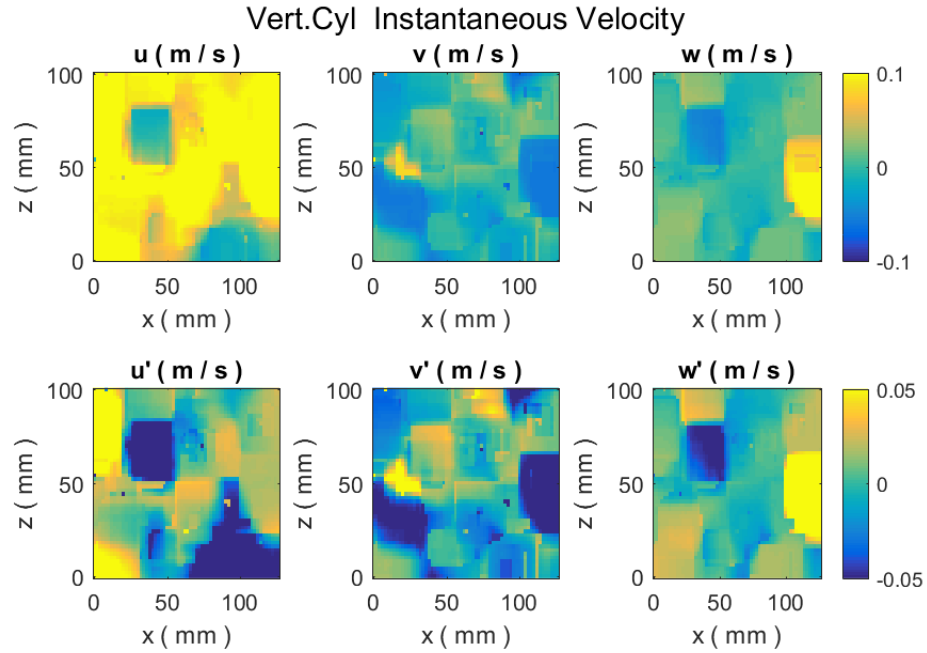 Vert.Cyl  Instantaneous Velocity
u ( m / s )
v ( m / s )
w ( m / s )
100
50
0
z ( mm )
0 50 100
x ( mm )
100
50
0
z ( mm )
0 50 100
x ( mm )
100
50
0
z ( mm )
0 50 100
x ( mm )
0.1
0
-0.1
u' ( m / s )
v' ( m / s )
w' ( m / s )
100
50
0
z ( mm )
0 50 100
x ( mm )
100
50
0
z ( mm )
0 50 100
x ( mm )
100
50
0
z ( mm )
0 50 100
x ( mm )
0.05
0
-0.05